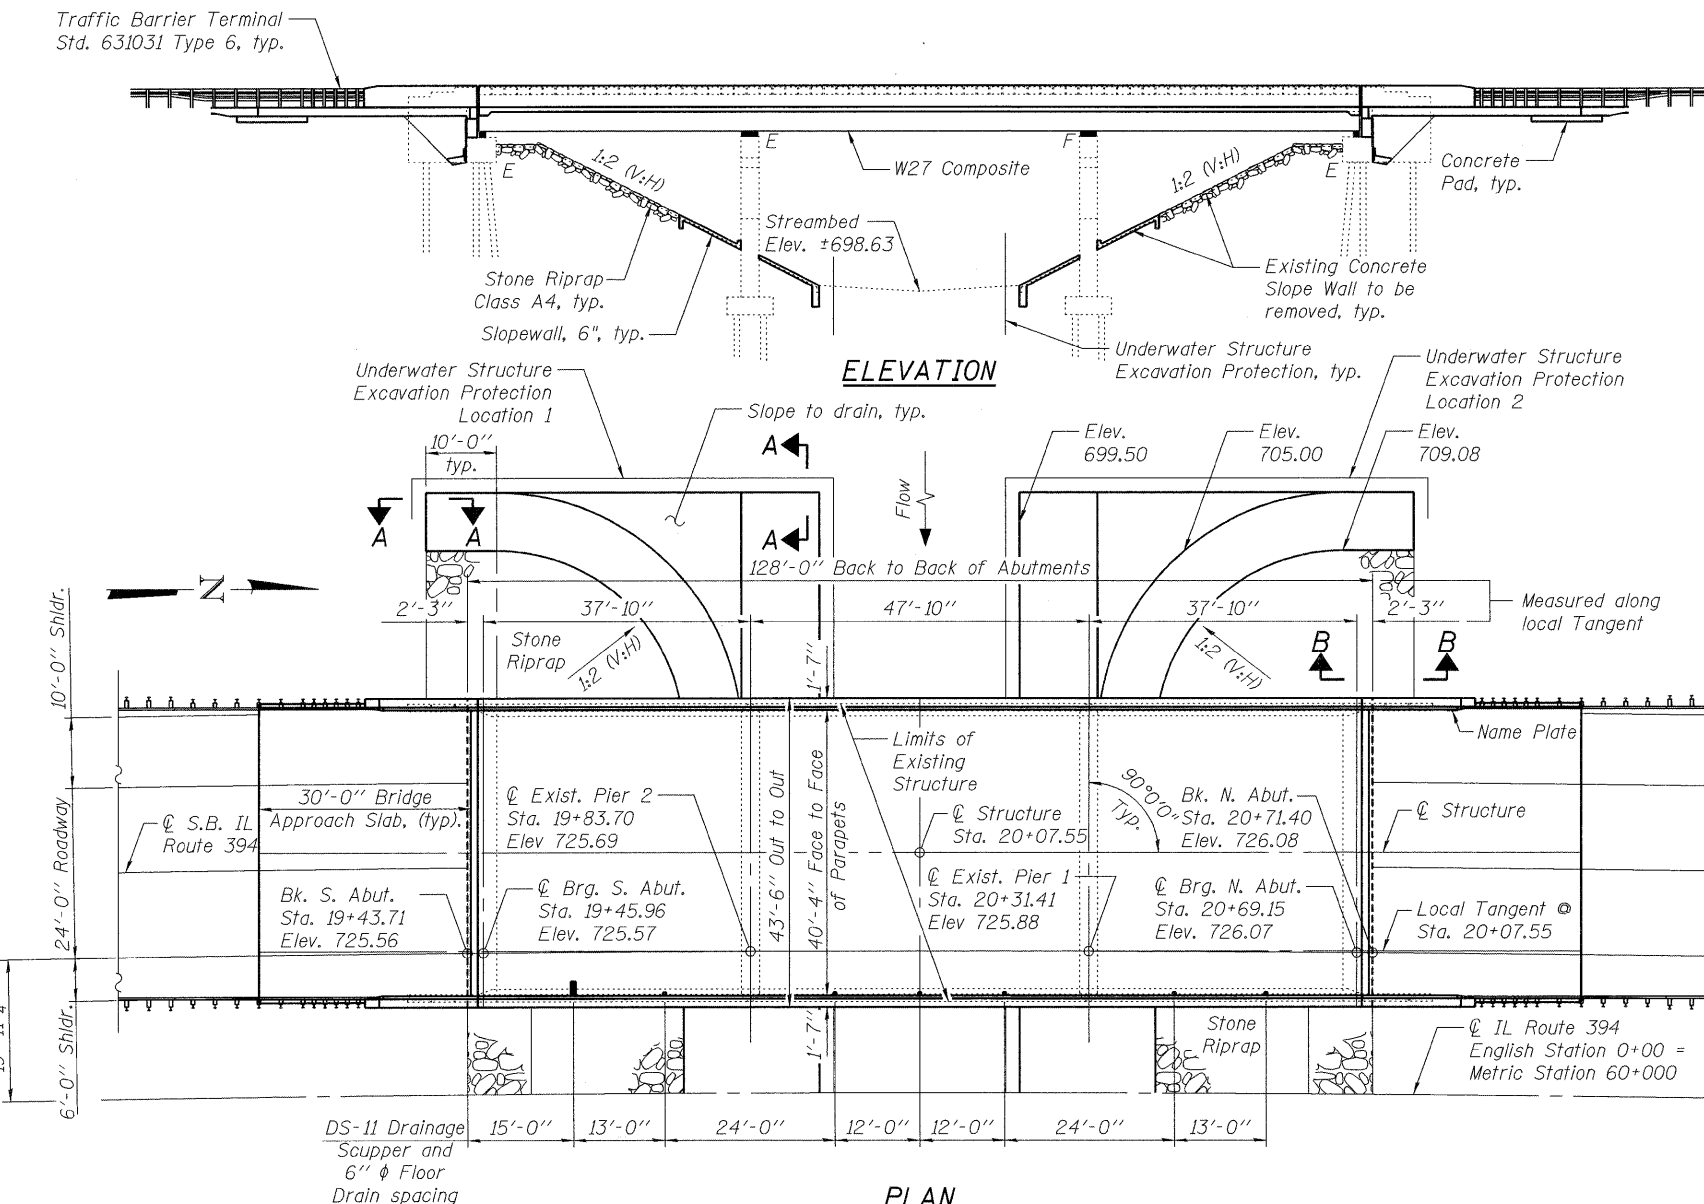 Traffic Barrier Terminal
Std. 631031 Type 6, typ.
E
F
E
E
1:2 (V:H)
1:2 (V:H)
W27 Composite
Concrete
Pad, typ.
Streambed
Elev. ±698.63
Stone Riprap
Class A4, typ.
Slopewall, 6", typ.
Existing Concrete
Slope Wall to be
removed, typ.
ELEVATION
Underwater Structure
Excavation Protection, typ.
Underwater Structure
Excavation Protection
Location 1
Underwater Structure
Excavation Protection
Location 2
Slope to drain, typ.
10'-0"
typ.
A
A
A
A
Flow
Elev.
699.50
Elev.
705.00
Elev.
709.08
128'-0" Back to Back of Abutments
N
2'-3"
37'-10"
47'-10"
37'-10"
2'-3"
Measured along
local Tangent
Stone
Riprap
1:2 (V:H)
1:2 (V:H)
B
B
1'-7"
10'-0" Shldr.
24'-0" Roadway
6'-0" Shldr.
Name Plate
Limits of
Existing
Structure
30'-0" Bridge
Approach Slab, (typ).
℄ S.B. IL
Route 394
℄ Exist. Pier 2
Sta. 19+83.70
Elev 725.69
43'-6" Out to Out
40'-4" Face to Face
of Parapets
℄ Structure
Sta. 20+07.55
90°0'0"
Typ.
Bk. N. Abut.
Sta. 20+71.40
Elev. 726.08
℄ Structure
Bk. S. Abut.
Sta. 19+43.71
Elev. 725.56
℄ Brg. S. Abut.
Sta. 19+45.96
Elev. 725.57
℄ Exist. Pier 1
Sta. 20+31.41
Elev 725.88
℄ Brg. N. Abut.
Sta. 20+69.15
Elev. 726.07
Local Tangent @
Sta. 20+07.55
1'-7"
Stone
Riprap
℄ IL Route 394
English Station 0+00 =
Metric Station 60+000
DS-11 Drainage
Scupper and
6" ϕ Floor
Drain spacing
15'-0"
13'-0"
24'-0"
12'-0"
12'-0"
24'-0"
13'-0"
PLAN